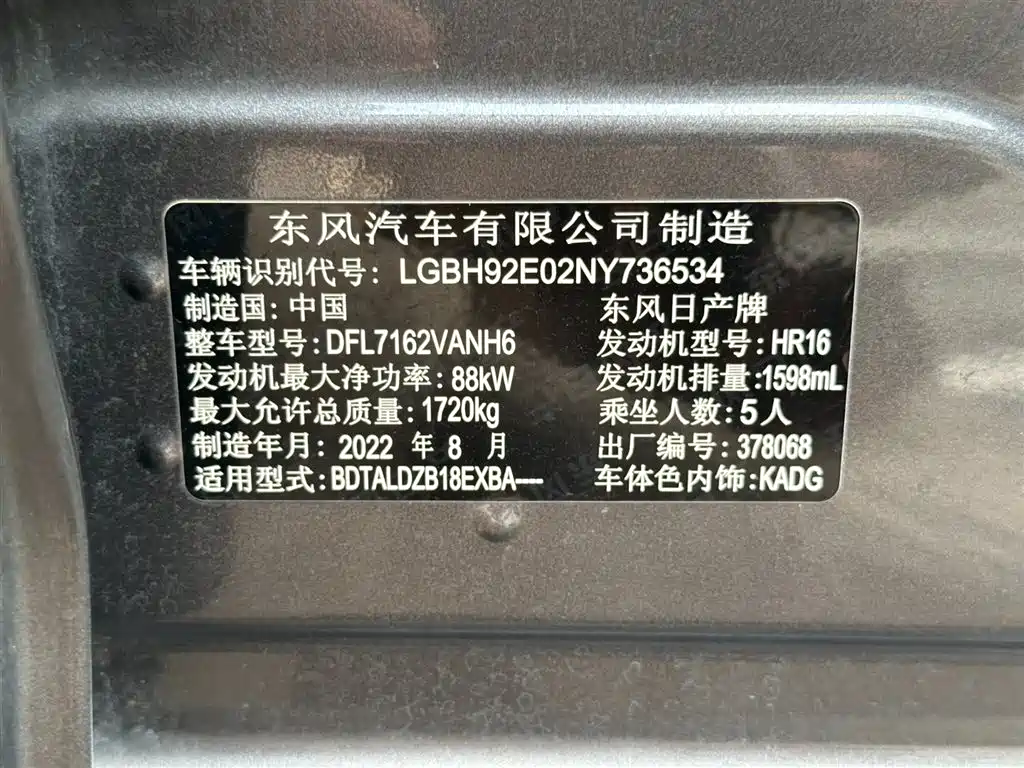 东风汽车有限公司制造
车辆识别代号: LGBH92E02NY736534
制造国: 中国 东风日产牌
整车型号: DFL7162VANH6 发动机型号: HR16
发动机最大净功率: 88kW 发动机排量: 1598mL
最大允许总质量: 1720kg 乘坐人数: 5人
制造年月: 2022 年 8 月 出厂编号: 378068
适用型式: BDTALDZB18EXBA---- 车体色内饰: KADG